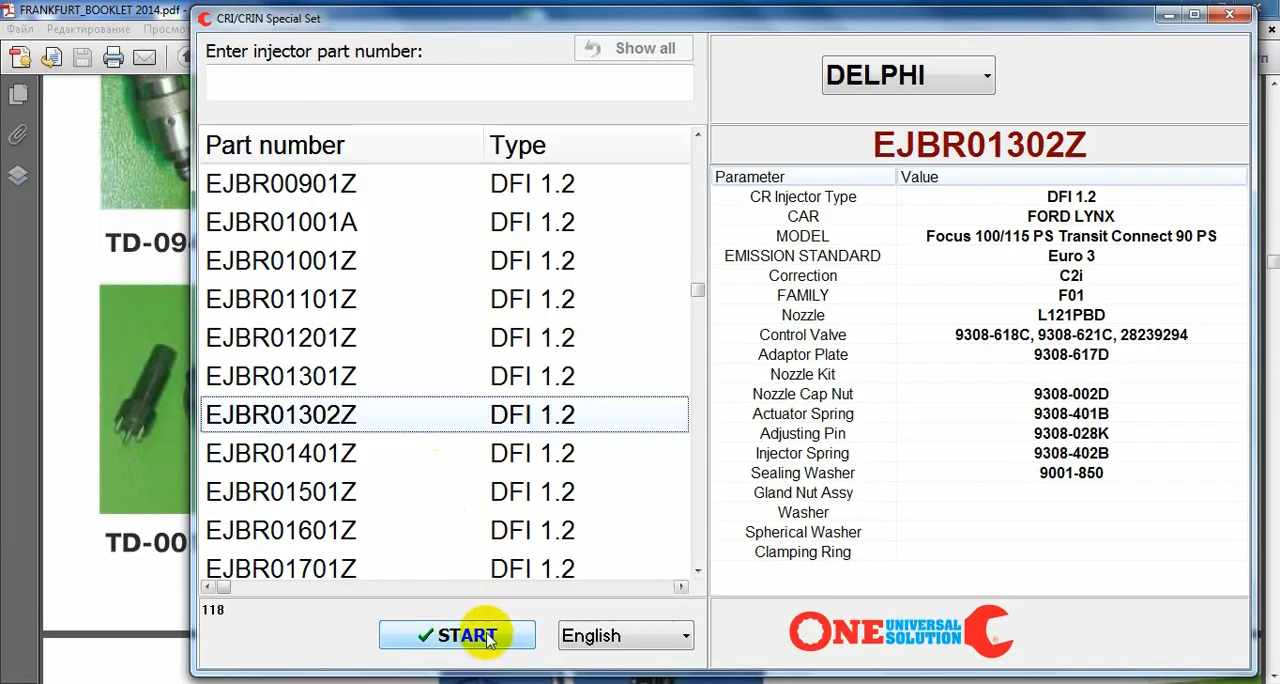 FRANKFURT_BOOKLET 2014.pdf -
Файл Редактирование Просмот
TD-09
TD-00
CRI/CRIN Special Set
Enter injector part number:
Show all
Part number Type
EJBR00901Z DFI 1.2
EJBR01001A DFI 1.2
EJBR01001Z DFI 1.2
EJBR01101Z DFI 1.2
EJBR01201Z DFI 1.2
EJBR01301Z DFI 1.2
EJBR01302Z DFI 1.2
EJBR01401Z DFI 1.2
EJBR01501Z DFI 1.2
EJBR01601Z DFI 1.2
EJBR01701Z DFI 1.2
118
START
English
DELPHI
EJBR01302Z
Parameter Value
CR Injector Type DFI 1.2
CAR FORD LYNX
MODEL Focus 100/115 PS Transit Connect 90 PS
EMISSION STANDARD Euro 3
Correction C2i
FAMILY F01
Nozzle L121PBD
Control Valve 9308-618C, 9308-621C, 28239294
Adaptor Plate 9308-617D
Nozzle Kit
Nozzle Cap Nut 9308-002D
Actuator Spring 9308-401B
Adjusting Pin 9308-028K
Injector Spring 9308-402B
Sealing Washer 9001-850
Gland Nut Assy
Washer
Spherical Washer
Clamping Ring
ONE UNIVERSAL
SOLUTION